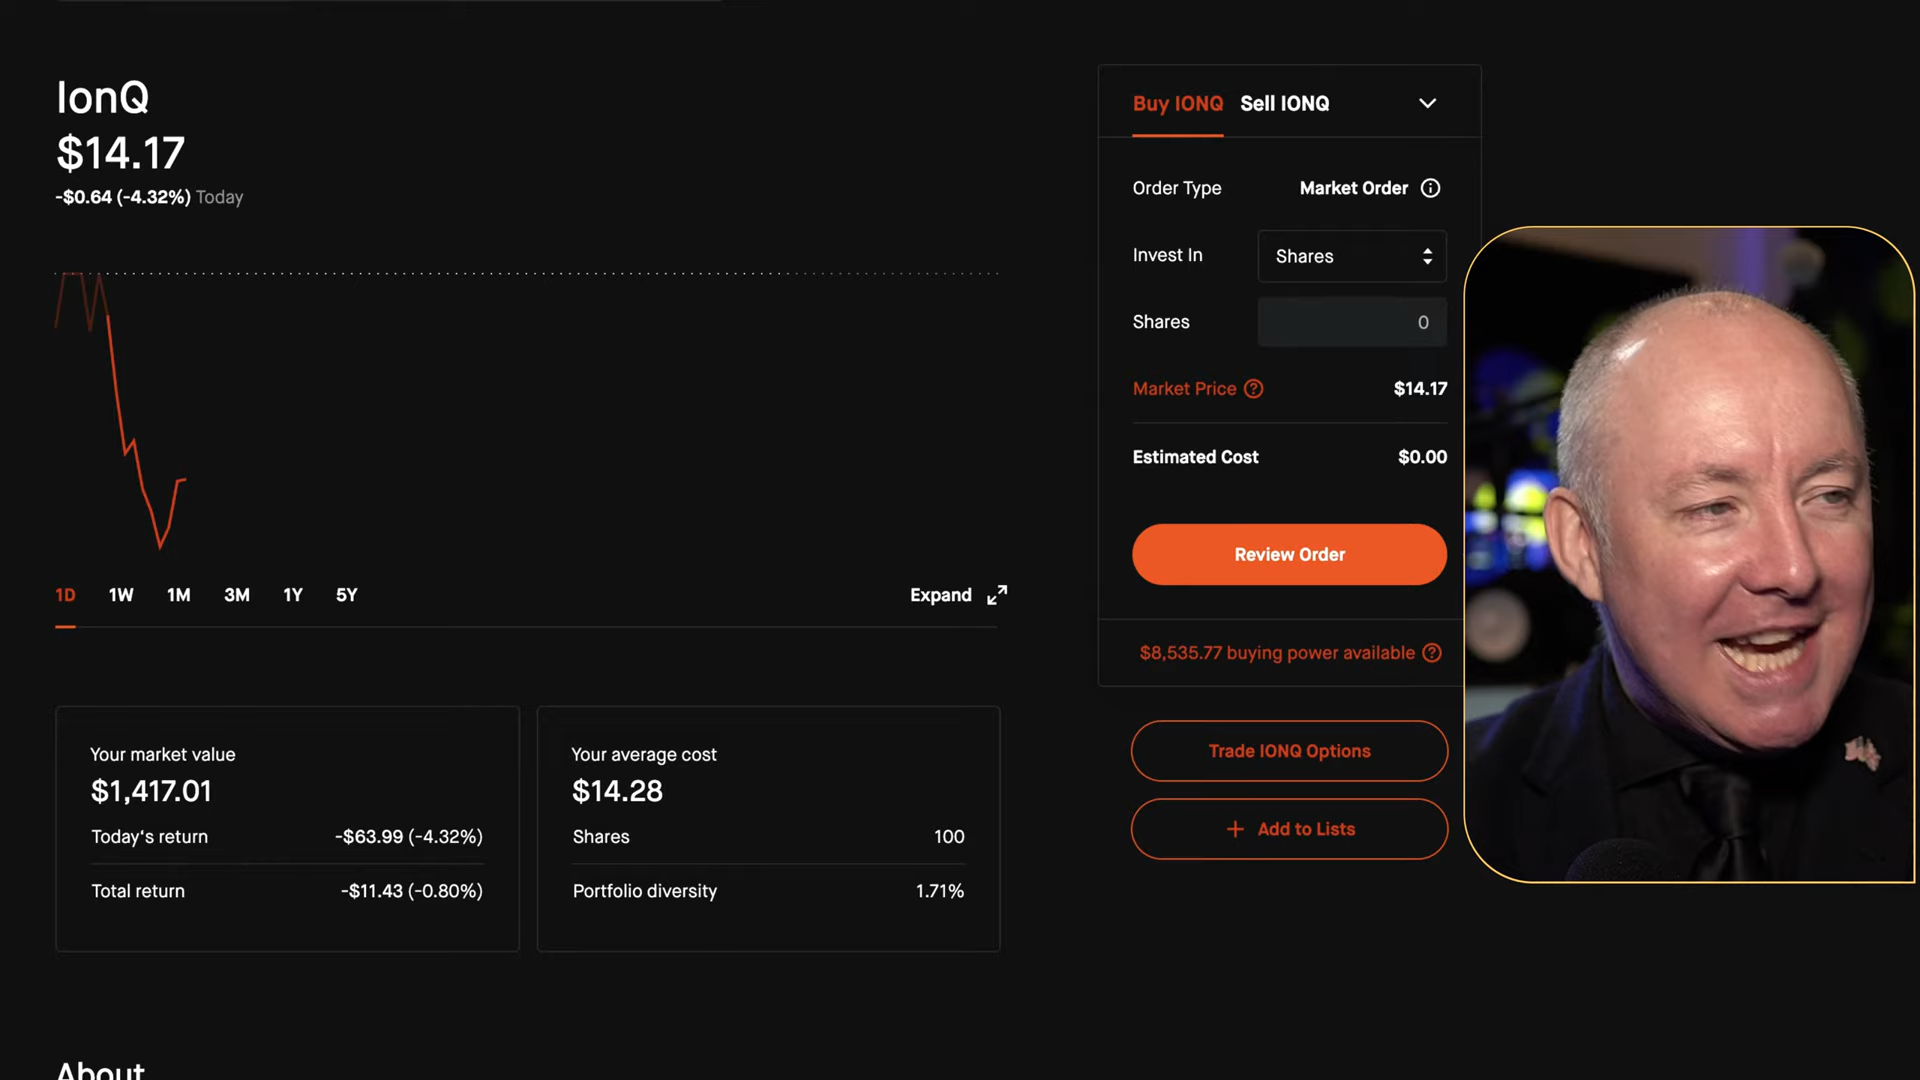 IonQ
$14.17
-$0.64 (-4.32%) Today
1D 1W 1M 3M 1Y 5Y
Expand
Your market value
$1,417.01
Today's return -$63.99 (-4.32%)
Total return -$11.43 (-0.80%)
Your average cost
$14.28
Shares 100
Portfolio diversity 1.71%
About
Buy IONQ Sell IONQ
Order Type Market Order
Invest In Shares
Shares 0
Market Price $14.17
Estimated Cost $0.00
Review Order
$8,535.77 buying power available
Trade IONQ Options
+ Add to Lists